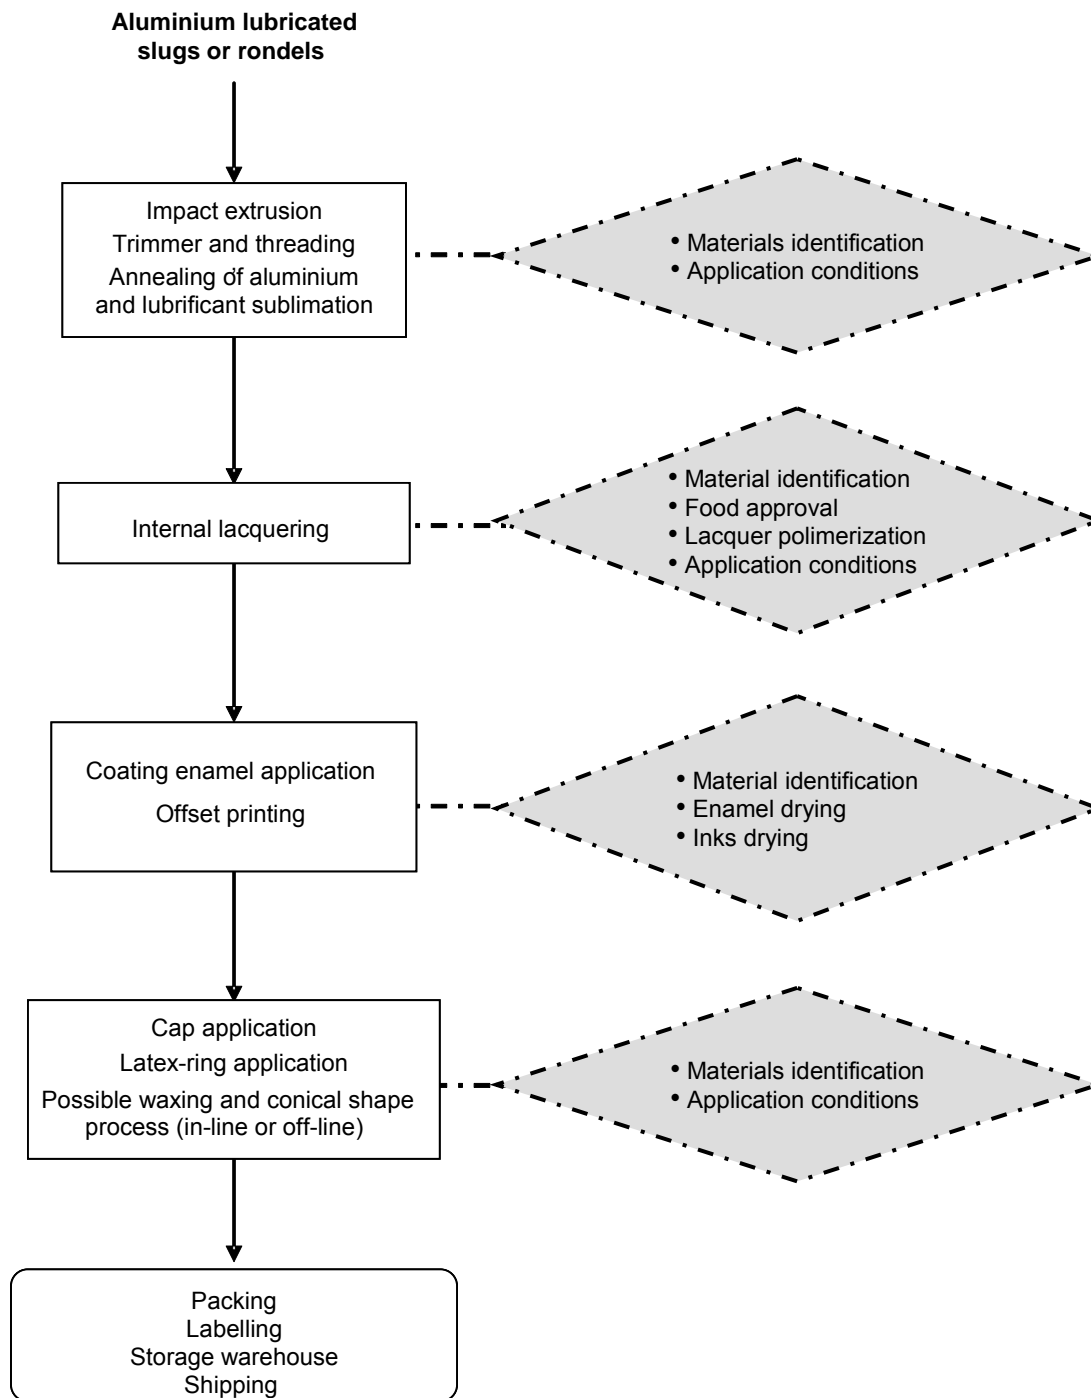 Aluminium lubricated
slugs or rondels
Impact extrusion
Trimmer and threading
Annealing of aluminium
and lubrificant sublimation
• Materials identification
• Application conditions
Internal lacquering
• Material identification
• Food approval
• Lacquer polimerization
• Application conditions
Coating enamel application
Offset printing
• Material identification
• Enamel drying
• Inks drying
Cap application
Latex-ring application
Possible waxing and conical shape
process (in-line or off-line)
• Materials identification
• Application conditions
Packing
Labelling
Storage warehouse
Shipping